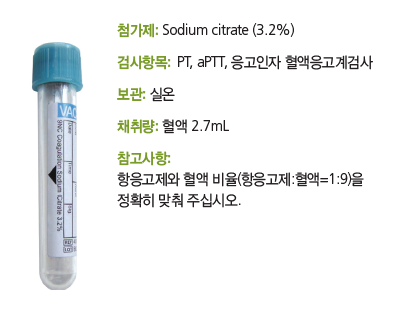 첨가제: Sodium citrate (3.2%)
검사항목: PT, aPTT, 응고인자 혈액응고계검사
보관: 실온
채취량: 혈액 2.7mL
참고사항:
항응고제와 혈액 비율(항응고제:혈액=1:9)을
정확히 맞춰 주십시오.
VAC
9NC Coagulation Sodium Citrate 3.2%
REF
LOT